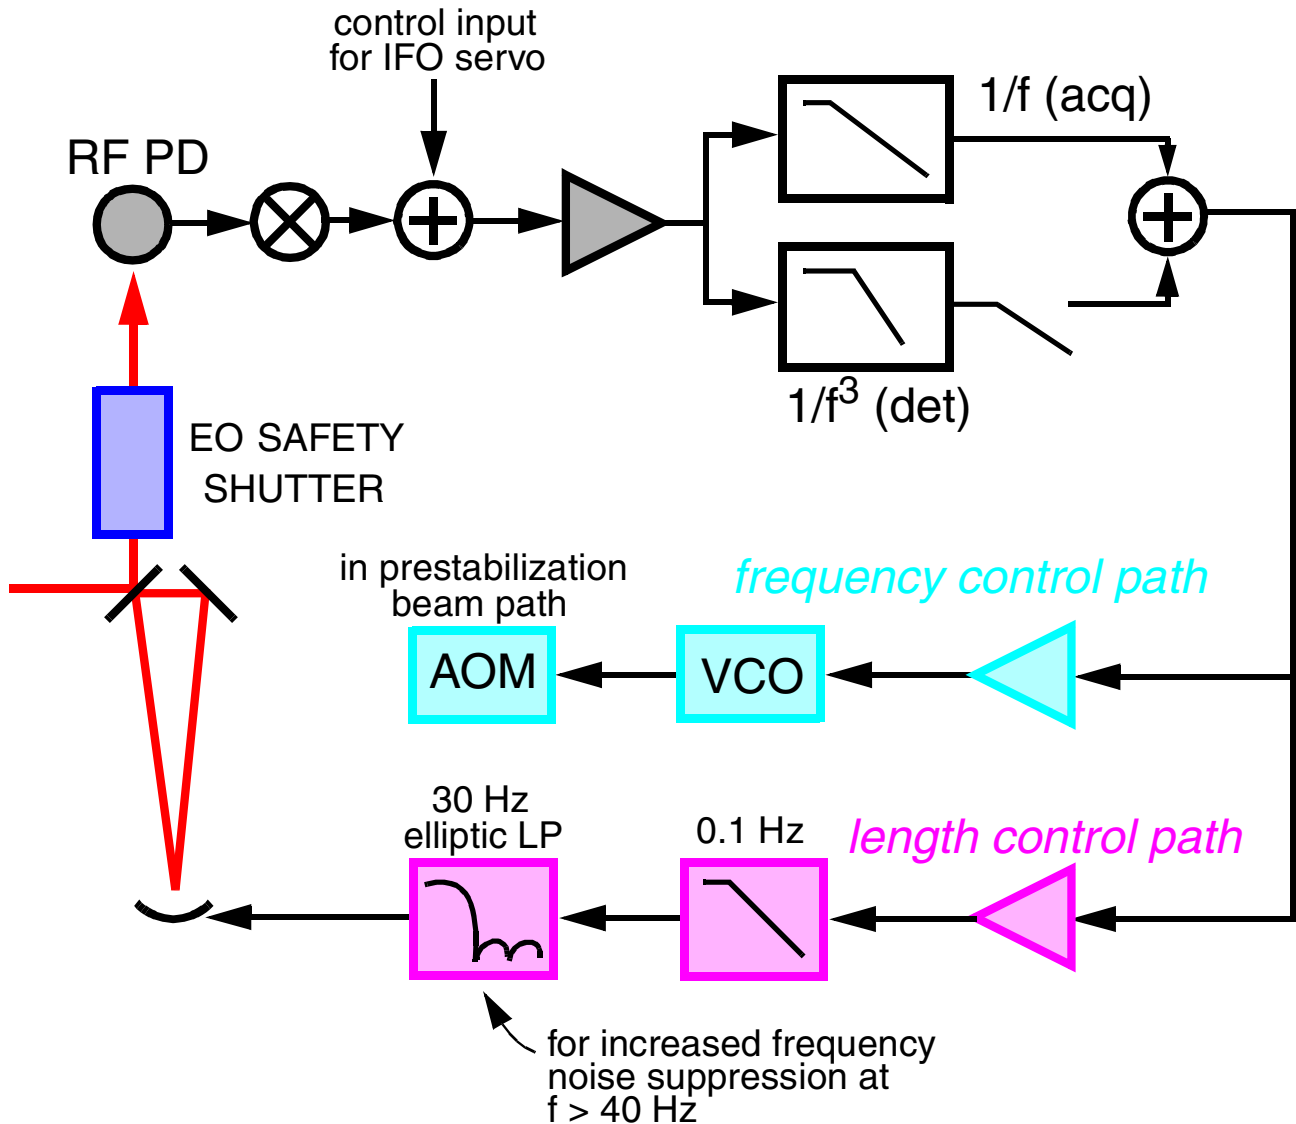 control input
for IFO servo
RF PD
1/f (acq)
1/f³ (det)
EO SAFETY
SHUTTER
in prestabilization
beam path
frequency control path
AOM
VCO
30 Hz
elliptic LP
0.1 Hz
length control path
for increased frequency
noise suppression at
f > 40 Hz